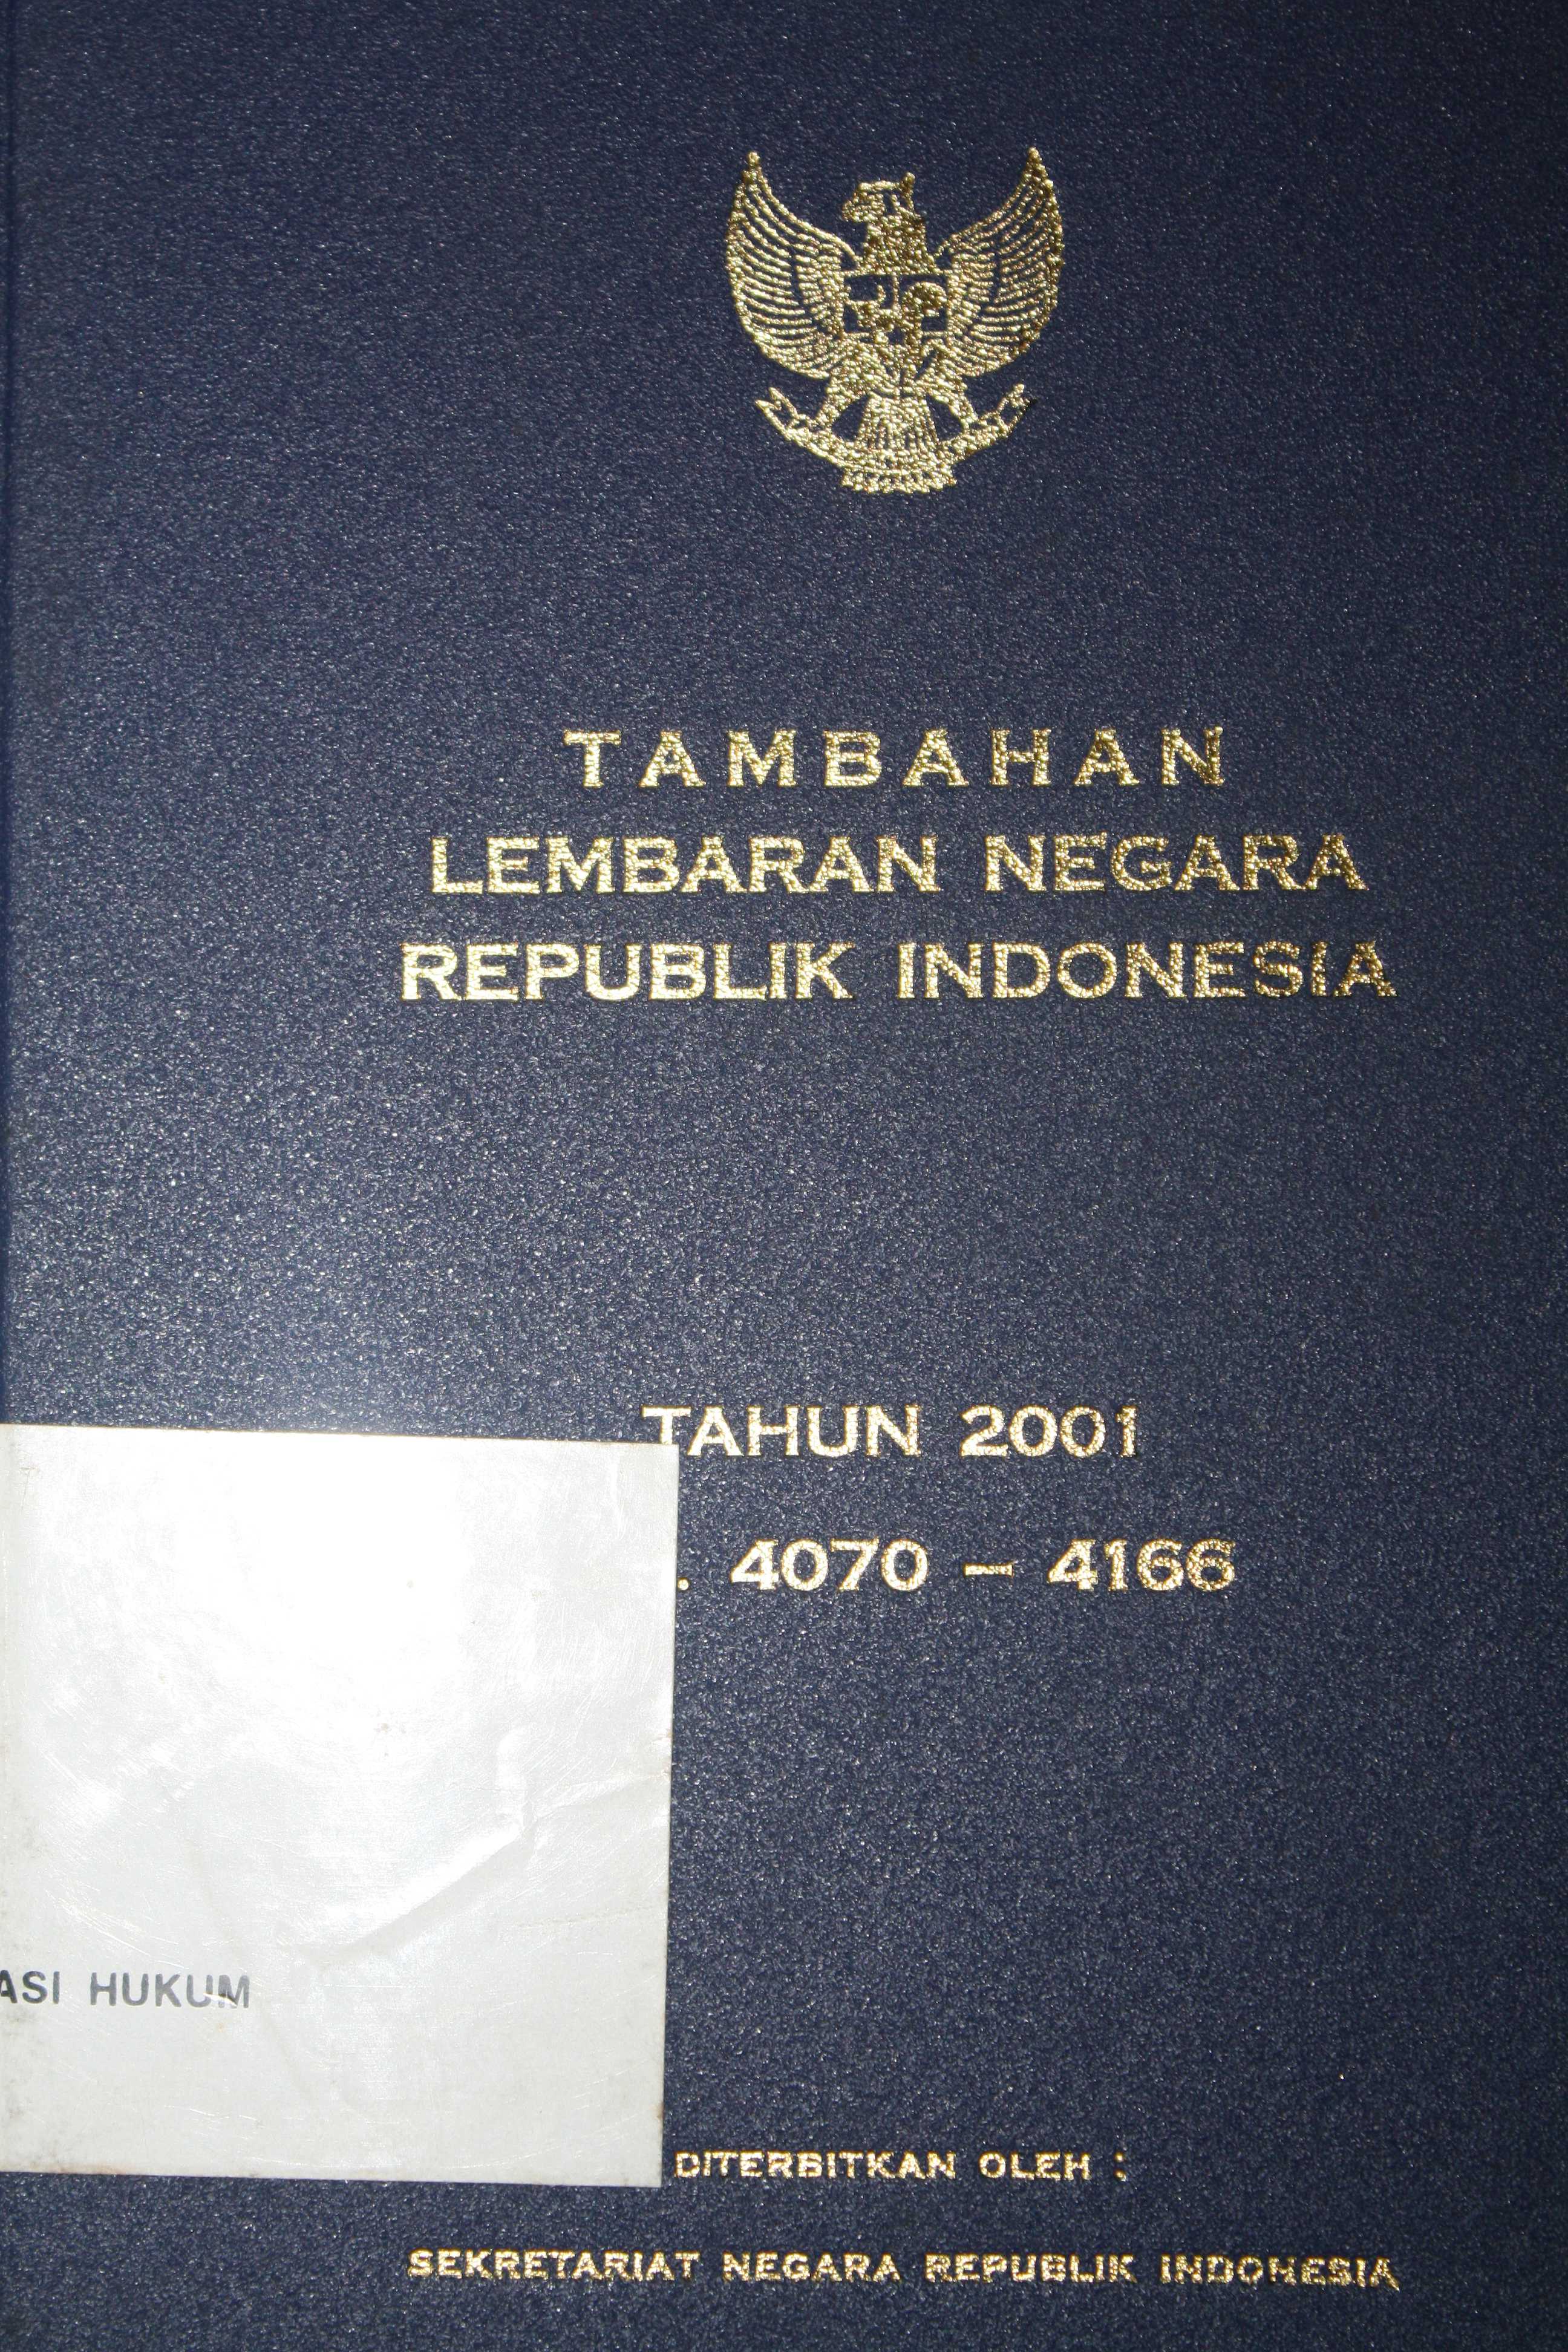 TAMBAHAN
LEMBARAN NEGARA
REPUBLIK INDONESIA
TAHUN 2001
. 4070 – 4166
ASI HUKUM
DITERBITKAN OLEH :
SEKRETARIAT NEGARA REPUBLIK INDONESIA